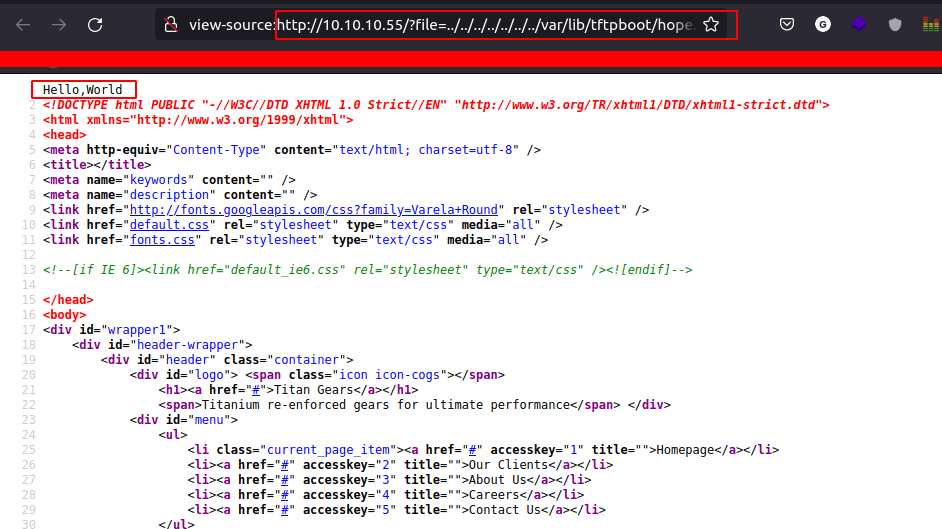 view-source:http://10.10.10.55/?file=../../../../../../../var/lib/tftpboot/hope.
Hello,World
2 <!DOCTYPE html PUBLIC "-//W3C//DTD XHTML 1.0 Strict//EN" "http://www.w3.org/TR/xhtml1/DTD/xhtml1-strict.dtd">
3 <html xmlns="http://www.w3.org/1999/xhtml">
4 <head>
5 <meta http-equiv="Content-Type" content="text/html; charset=utf-8" />
6 <title></title>
7 <meta name="keywords" content="" />
8 <meta name="description" content="" />
9 <link href="http://fonts.googleapis.com/css?family=Varela+Round" rel="stylesheet" />
10 <link href="default.css" rel="stylesheet" type="text/css" media="all" />
11 <link href="fonts.css" rel="stylesheet" type="text/css" media="all" />
12
13 <!--[if IE 6]><link href="default_ie6.css" rel="stylesheet" type="text/css" /><![endif]-->
14
15 </head>
16 <body>
17 <div id="wrapper1">
18 <div id="header-wrapper">
19 <div id="header" class="container">
20 <div id="logo"> <span class="icon icon-cogs"></span>
21 <h1><a href="#">Titan Gears</a></h1>
22 <span>Titanium re-enforced gears for ultimate performance</span> </div>
23 <div id="menu">
24 <ul>
25 <li class="current_page_item"><a href="#" accesskey="1" title="">Homepage</a></li>
26 <li><a href="#" accesskey="2" title="">Our Clients</a></li>
27 <li><a href="#" accesskey="3" title="">About Us</a></li>
28 <li><a href="#" accesskey="4" title="">Careers</a></li>
29 <li><a href="#" accesskey="5" title="">Contact Us</a></li>
30 </ul>